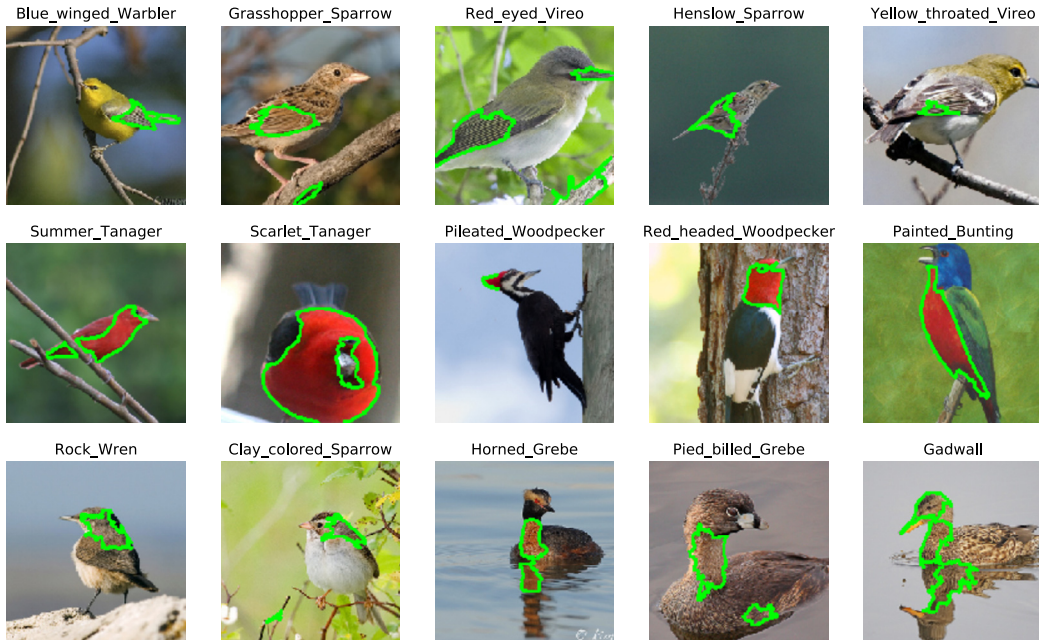 Blue_winged_Warbler
Grasshopper_Sparrow
Red_eyed_Vireo
Henslow_Sparrow
Yellow_throated_Vireo
Summer_Tanager
Scarlet_Tanager
Pileated_Woodpecker
Red_headed_Woodpecker
Painted_Bunting
Rock_Wren
Clay_colored_Sparrow
Horned_Grebe
Pied_billed_Grebe
Gadwall